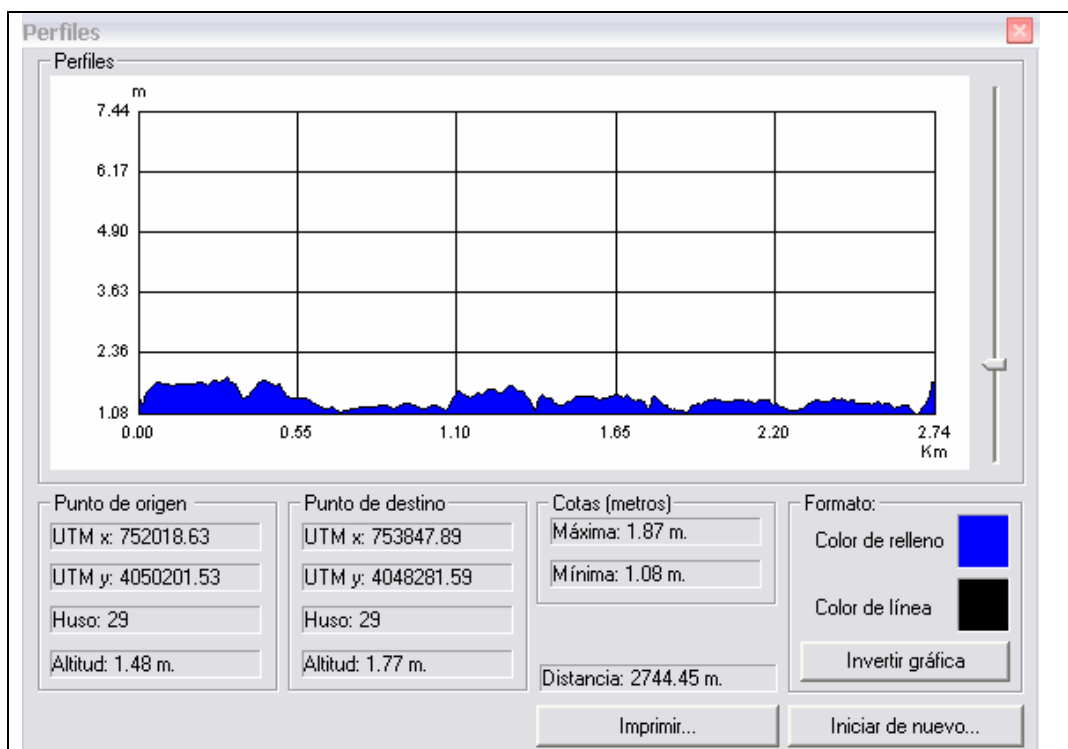 Perfiles
Perfiles
m
7.44
6.17
4.90
3.63
2.36
1.08
0.00 0.55 1.10 1.65 2.20 2.74
Km
Punto de origen
UTM x: 752018.63
UTM y: 4050201.53
Huso: 29
Altitud: 1.48 m.
Punto de destino
UTM x: 753847.89
UTM y: 4048281.59
Huso: 29
Altitud: 1.77 m.
Cotas (metros)
Máxima: 1.87 m.
Mínima: 1.08 m.
Distancia: 2744.45 m.
Formato:
Color de relleno
Color de línea
Invertir gráfica
Imprimir...
Iniciar de nuevo...